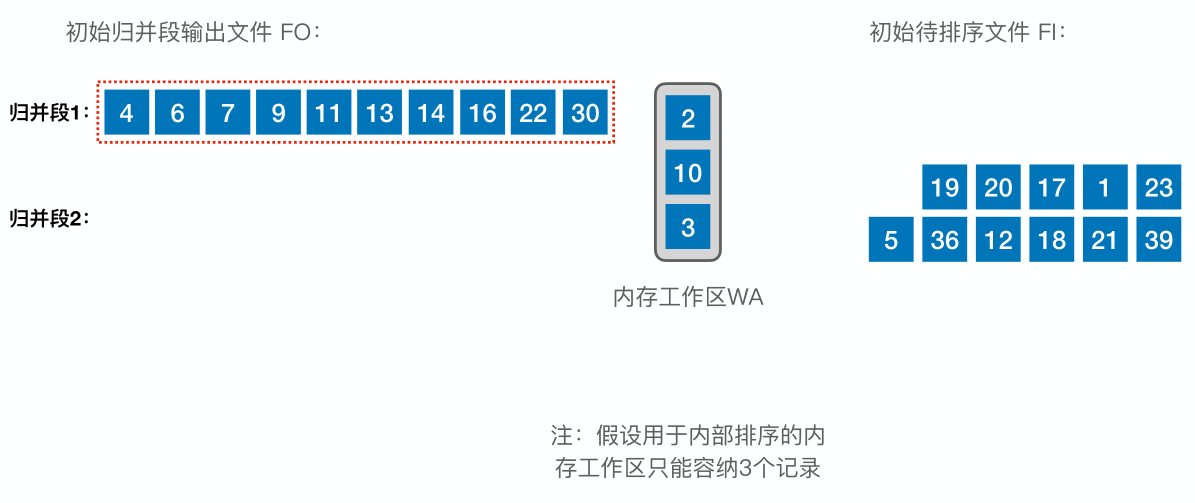 初始归并段输出文件 FO：
初始待排序文件 FI：
归并段1： 4 6 7 9 11 13 14 16 22 30
2
10
3
19 20 17 1 23
归并段2：
5 36 12 18 21 39
内存工作区WA
注：假设用于内部排序的内
存工作区只能容纳3个记录